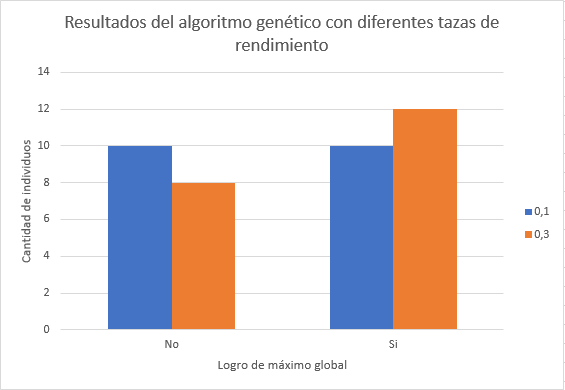 Resultados del algoritmo genético con diferentes tazas de
rendimiento
14
12
10
8
6
4
2
0
Cantidad de individuos
No
Si
Logro de máximo global
0,1
0,3